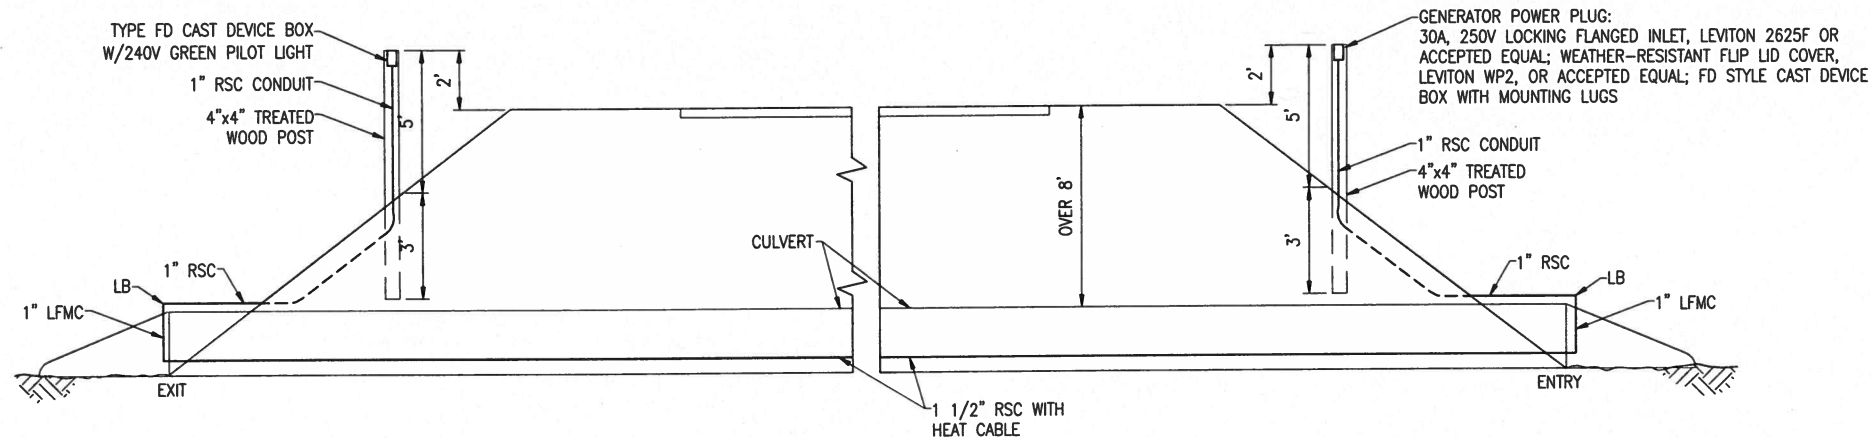 TYPE FD CAST DEVICE BOX
W/240V GREEN PILOT LIGHT
1" RSC CONDUIT
4"x4" TREATED
WOOD POST
2'
5'
3'
1" RSC
LB
1" LFMC
EXIT
CULVERT
OVER 8'
1 1/2" RSC WITH
HEAT CABLE
GENERATOR POWER PLUG:
30A, 250V LOCKING FLANGED INLET, LEVITON 2625F OR
ACCEPTED EQUAL; WEATHER-RESISTANT FLIP LID COVER,
LEVITON WP2, OR ACCEPTED EQUAL; FD STYLE CAST DEVICE
BOX WITH MOUNTING LUGS
2'
5'
3'
1" RSC CONDUIT
4"x4" TREATED
WOOD POST
1" RSC
LB
1" LFMC
ENTRY